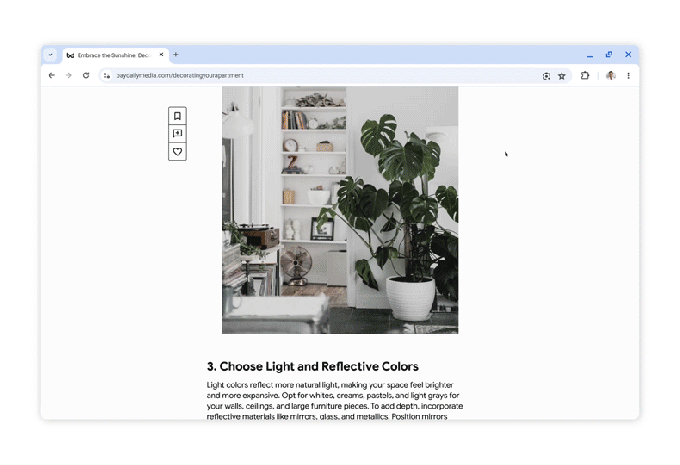 Embrace the Sunshine: Deco
baycallymedia.com/decoratingyourapartment
3. Choose Light and Reflective Colors
Light colors reflect more natural light, making your space feel brighter
and more expansive. Opt for whites, creams, pastels, and light grays for
your walls, ceilings, and large furniture pieces. To add depth, incorporate
reflective materials like mirrors, glass, and metallics. Position mirrors